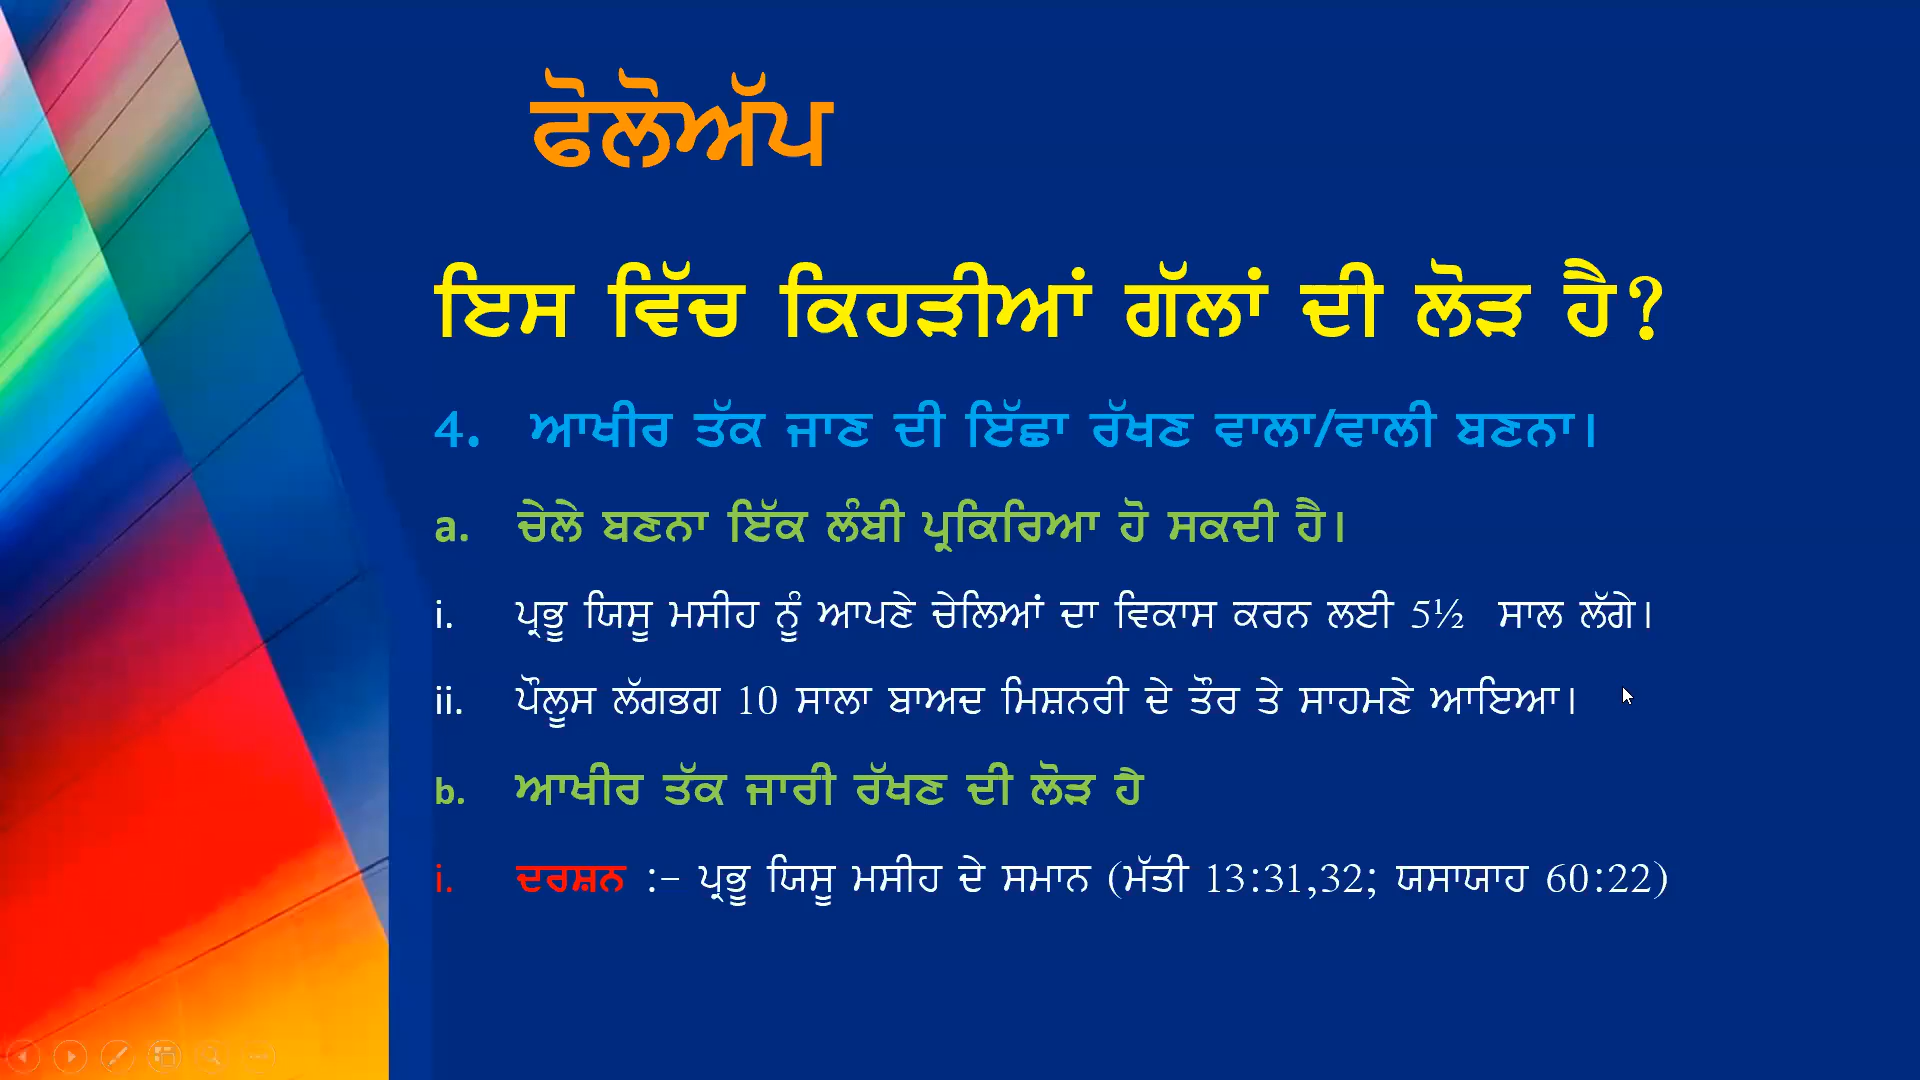 ਫੋਲੋਅੱਪ
ਇਸ ਵਿੱਚ ਕਿਹੜੀਆਂ ਗੱਲਾਂ ਦੀ ਲੋੜ ਹੈ?
4. ਆਖੀਰ ਤੱਕ ਜਾਣ ਦੀ ਇੱਛਾ ਰੱਖਣ ਵਾਲਾ/ਵਾਲੀ ਬਣਨਾ।
a. ਚੇਲੇ ਬਣਨਾ ਇੱਕ ਲੰਬੀ ਪ੍ਰਕਿਰਿਆ ਹੋ ਸਕਦੀ ਹੈ।
i. ਪ੍ਰਭੂ ਯਿਸੂ ਮਸੀਹ ਨੂੰ ਆਪਣੇ ਚੇਲਿਆਂ ਦਾ ਵਿਕਾਸ ਕਰਨ ਲਈ 5½ ਸਾਲ ਲੱਗੇ।
ii. ਪੌਲੂਸ ਲੱਗਭਗ 10 ਸਾਲਾ ਬਾਅਦ ਮਿਸ਼ਨਰੀ ਦੇ ਤੌਰ ਤੇ ਸਾਹਮਣੇ ਆਇਆ।
b. ਆਖੀਰ ਤੱਕ ਜਾਰੀ ਰੱਖਣ ਦੀ ਲੋੜ ਹੈ
i. ਦਰਸ਼ਨ :- ਪ੍ਰਭੂ ਯਿਸੂ ਮਸੀਹ ਦੇ ਸਮਾਨ (ਮੱਤੀ 13:31,32; ਯਸਾਯਾਹ 60:22)